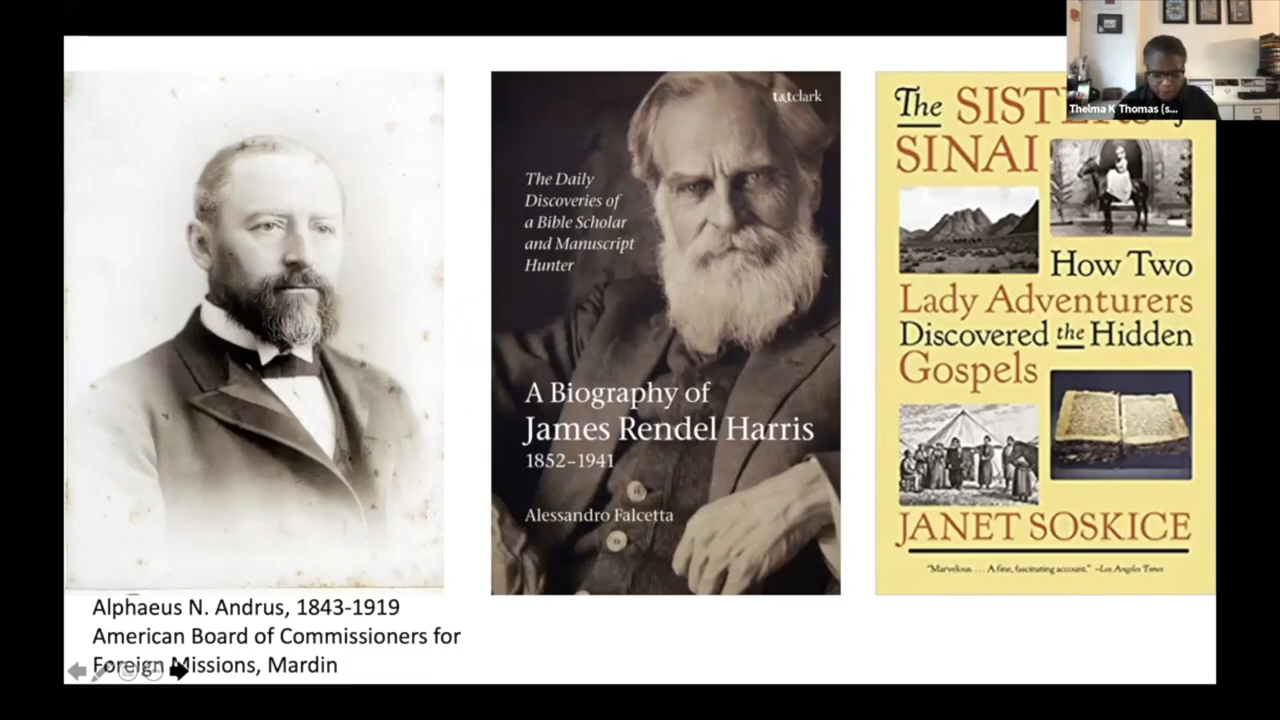 Alphaeus N. Andrus, 1843-1919
American Board of Commissioners for
Foreign Missions, Mardin
t&tclark
The Daily
Discoveries of
a Bible Scholar
and Manuscript
Hunter
A Biography of
James Rendel Harris
1852–1941
Alessandro Falcetta
The
SINAI
How Two
Lady Adventurers
Discovered the Hidden
Gospels
JANET SOSKICE
“Marvelous. . . . A fine, fascinating account.” –Los Angeles Times
Thelma K Thomas (s...